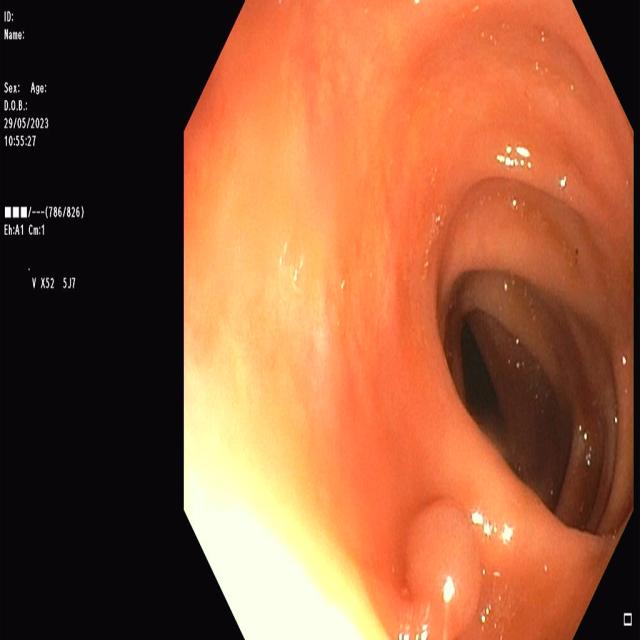 ID:
Name:
Sex: Age:
D.O.B.:
29/05/2023
10:55:27
■■■/---(786/826)
Eh:A1 Cm:1
V X52 5J7